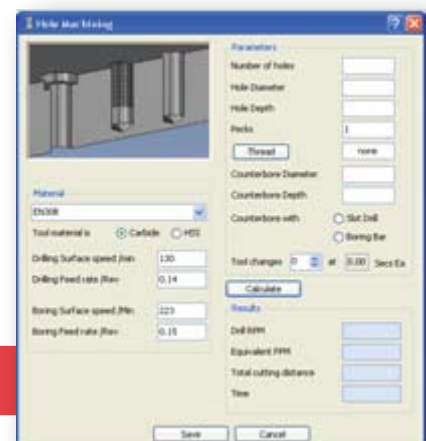 Hole Machining
Parameters
Number of holes
Hole Diameter
Hole Depth
Pecks 1
Thread none
Counterbore Diameter
Counterbore Depth
Counterbore with Slot Drill
Boring Bar
Tool changes 0 at 0.00 Secs Ea
Material
EN30B
Tool material is Carbide HSS
Drilling Surface speed /min 130
Drilling Feed rate /Rev 0.14
Boring Surface speed /Min 223
Boring Feed rate /Rev 0.15
Calculate
Results
Drill RPM
Equivalent FPM
Total cutting distance
Time
Save Cancel